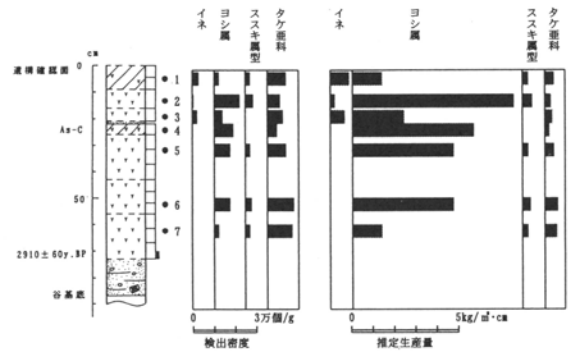 イネ
ヨシ属
ススキ属型
タケ亜科
イネ
ヨシ属
ススキ属型
タケ亜科
cm
遺構確認面 0
1
2
3
As-C
4
5
50
6
7
2910±60y.BP
谷基底
0 3万個/g
検出密度
0 5kg/㎡・cm
推定生産量